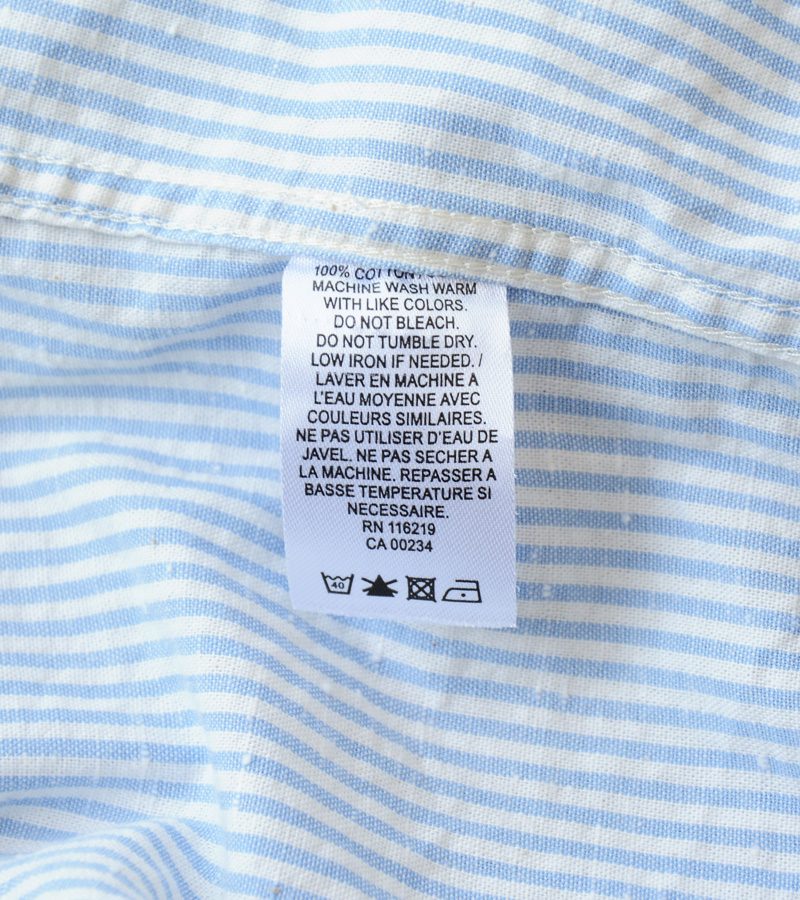 100% COTTON
MACHINE WASH WARM
WITH LIKE COLORS.
DO NOT BLEACH.
DO NOT TUMBLE DRY.
LOW IRON IF NEEDED. /
LAVER EN MACHINE A
L'EAU MOYENNE AVEC
COULEURS SIMILAIRES.
NE PAS UTILISER D'EAU DE
JAVEL. NE PAS SECHER A
LA MACHINE. REPASSER A
BASSE TEMPERATURE SI
NECESSAIRE.
RN 116219
CA 00234
40